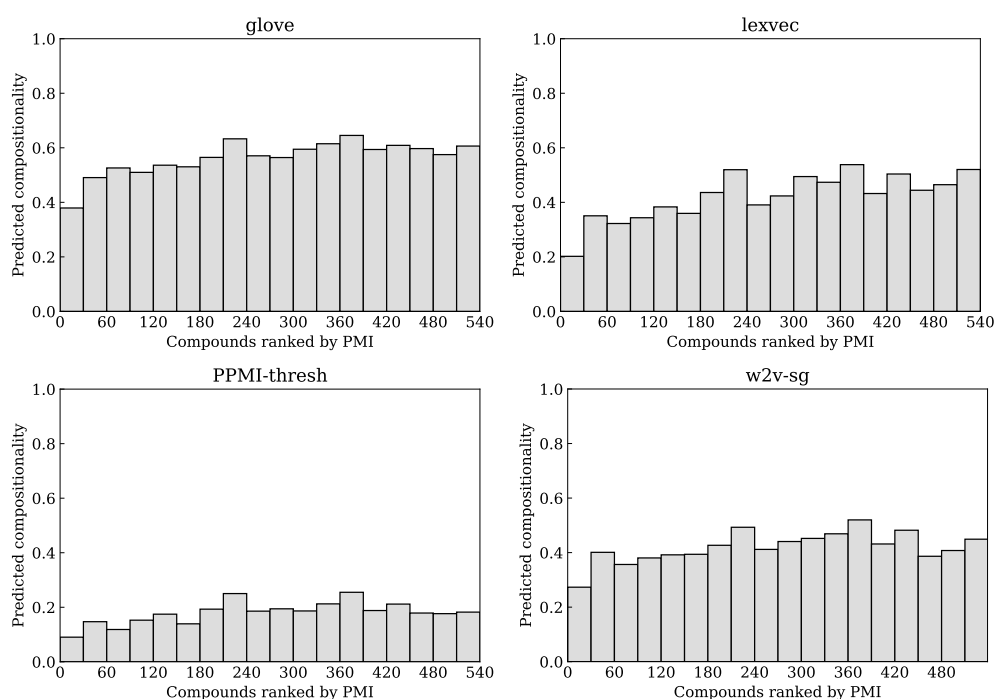 glove
1.0
0.8
0.6
0.4
0.2
0.0
Predicted compositionality
0 60 120 180 240 300 360 420 480 540
Compounds ranked by PMI
lexvec
1.0
0.8
0.6
0.4
0.2
0.0
Predicted compositionality
0 60 120 180 240 300 360 420 480 540
Compounds ranked by PMI
PPMI-thresh
1.0
0.8
0.6
0.4
0.2
0.0
Predicted compositionality
0 60 120 180 240 300 360 420 480 540
Compounds ranked by PMI
w2v-sg
1.0
0.8
0.6
0.4
0.2
0.0
Predicted compositionality
0 60 120 180 240 300 360 420 480
Compounds ranked by PMI